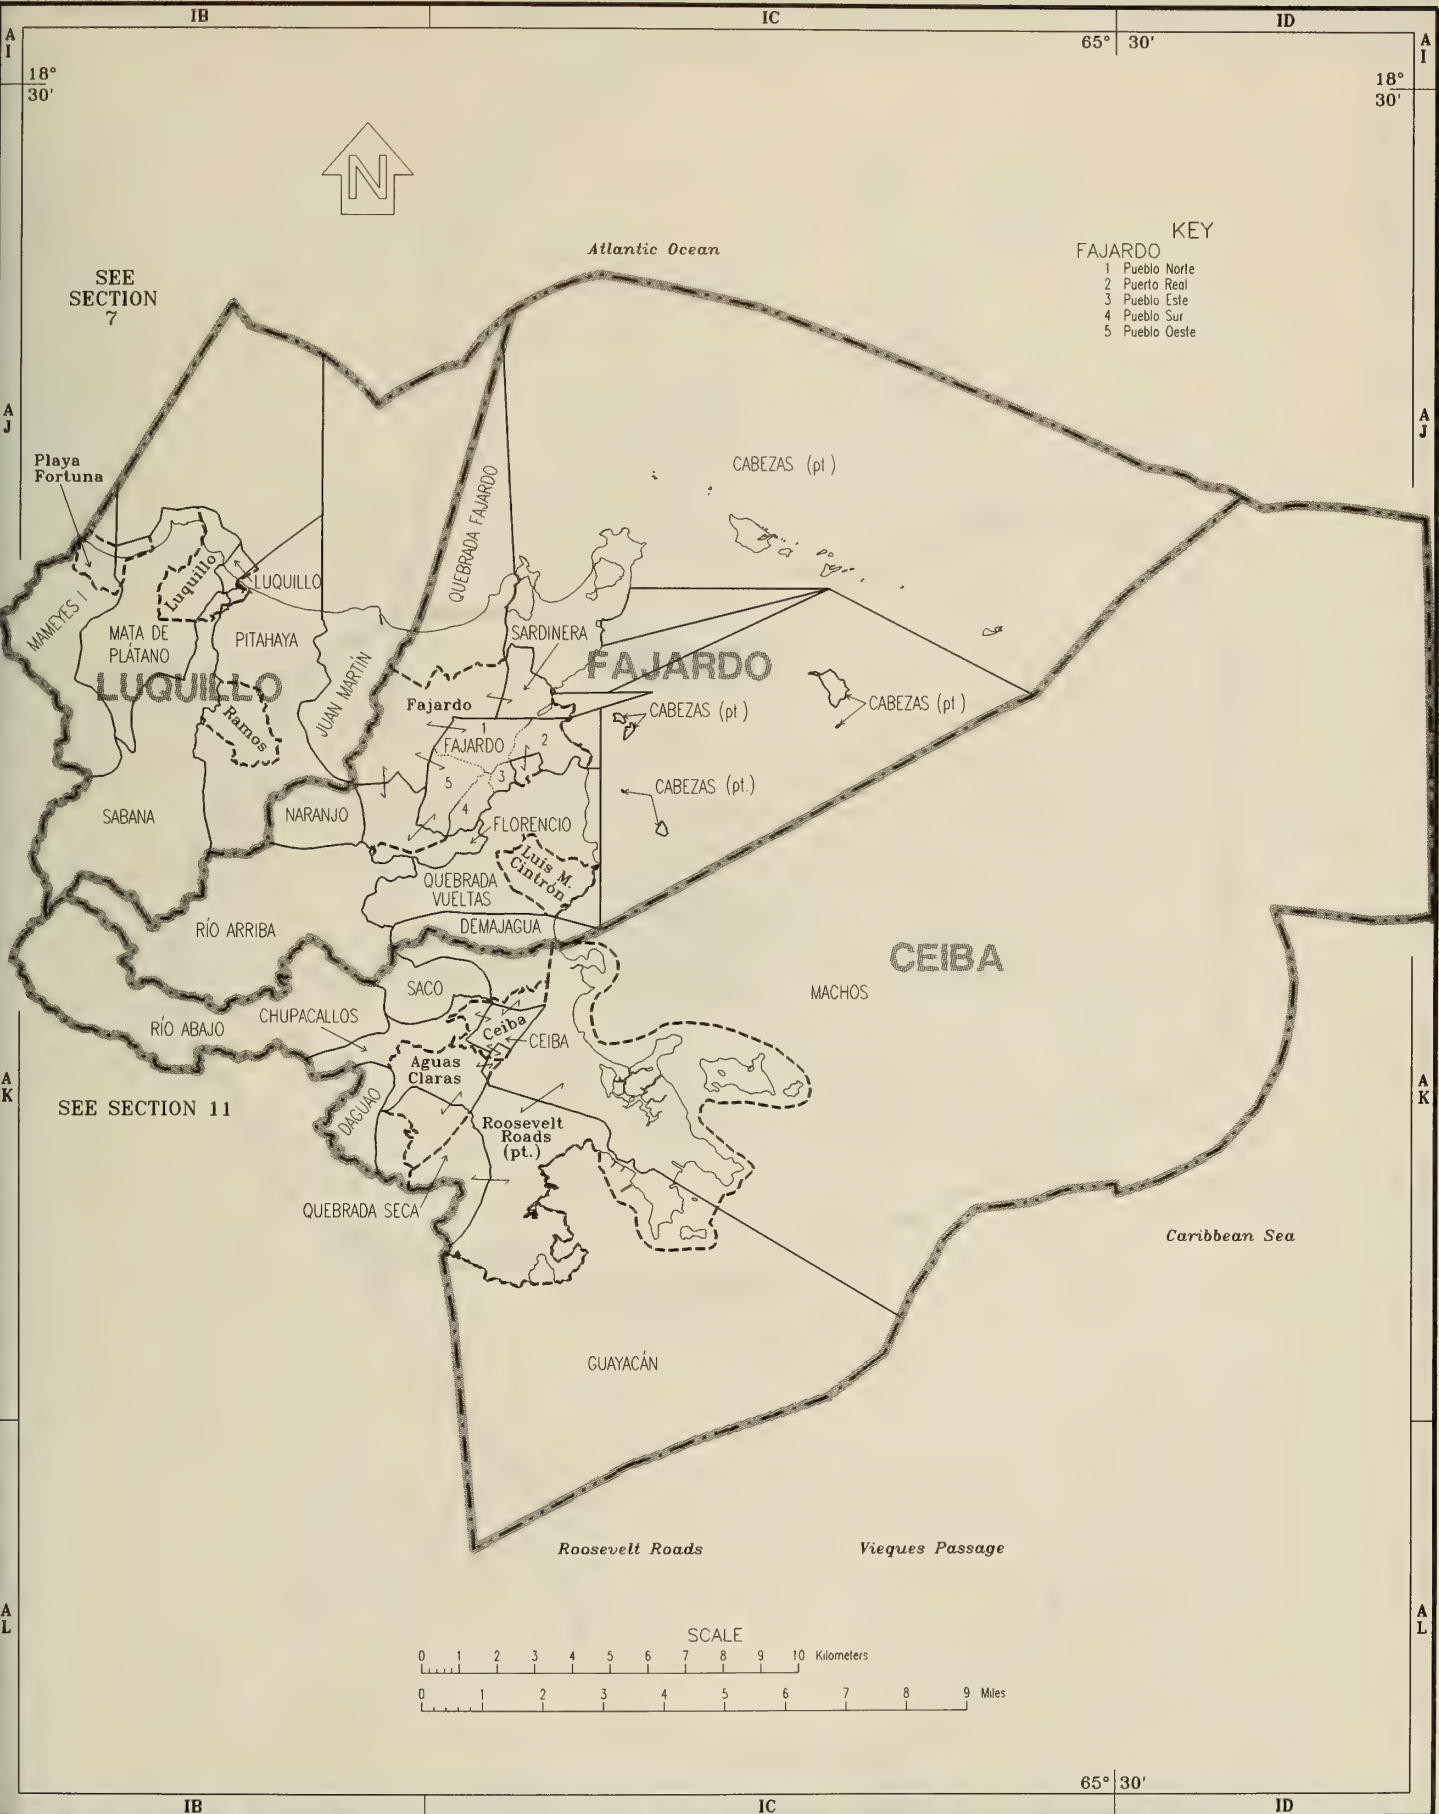 IB
IC
ID
A
I
A
I
65° 30'
18°
30'
18°
30'
N
KEY
FAJARDO
1 Pueblo Norte
2 Puerto Real
3 Pueblo Este
4 Pueblo Sur
5 Pueblo Oeste
Atlantic Ocean
SEE
SECTION
7
A
J
A
J
Playa
Fortuna
CABEZAS (pt )
QUEBRADA FAJARDO
Luquillo
LUQUILLO
MAMEYES I
MATA DE
PLÁTANO
PITAHAYA
SARDINERA
FAJARDO
LUQUILLO
JUAN MARTÍN
Ramos
Fajardo
CABEZAS (pt )
CABEZAS (pt )
1
FAJARDO
2
5
3
4
CABEZAS (pt.)
SABANA
NARANJO
FLORENCIO
Luis M.
Cintrón
QUEBRADA
VUELTAS
RÍO ARRIBA
DEMAJAGUA
CEIBA
SACO
MACHOS
RÍO ABAJO
CHUPACALLOS
Ceiba
CEIBA
Aguas
Claras
A
K
A
K
SEE SECTION 11
DAGUAO
Roosevelt
Roads
(pt.)
QUEBRADA SECA
Caribbean Sea
GUAYACÁN
Roosevelt Roads
Vieques Passage
A
L
A
L
SCALE
0 1 2 3 4 5 6 7 8 9 10 Kilometers
0 1 2 3 4 5 6 7 8 9 Miles
65° 30'
IB
IC
ID